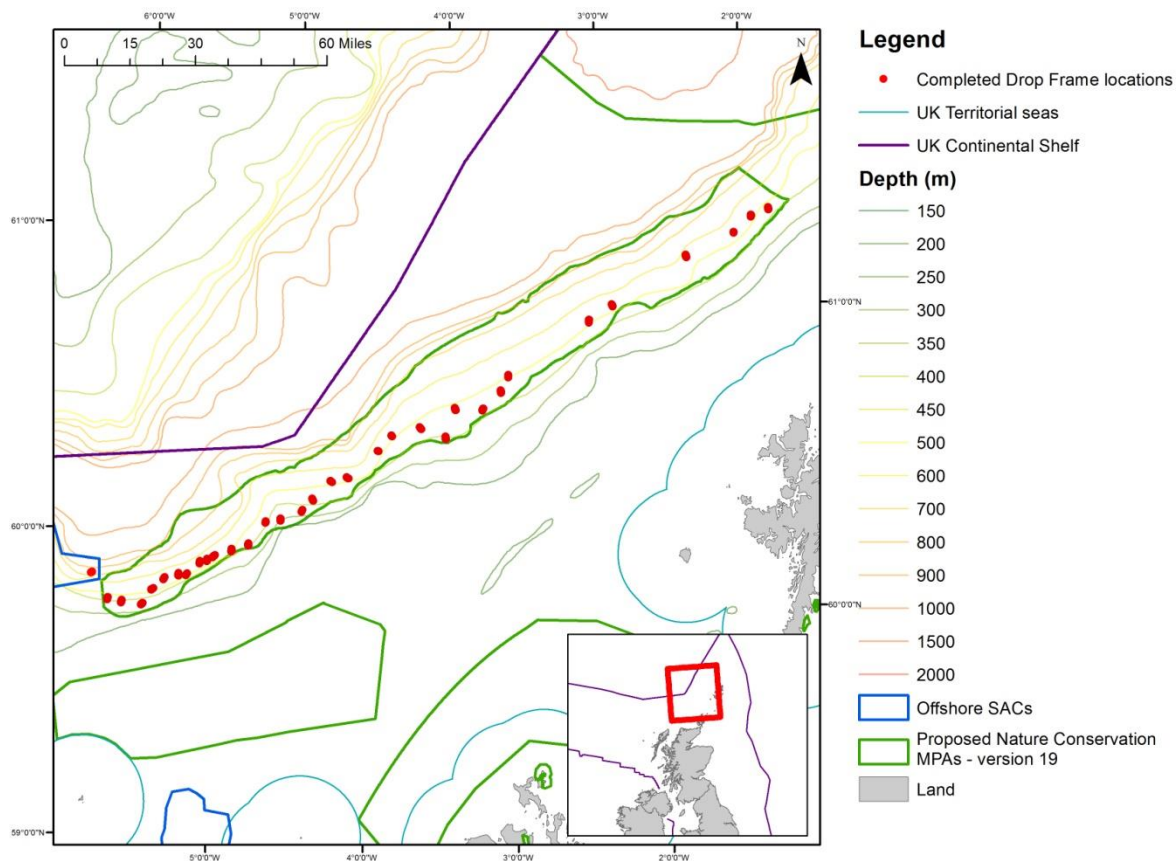 6°0'0"W 5°0'0"W 4°0'0"W 3°0'0"W 2°0'0"W
0 15 30 60 Miles
N
61°0'0"N
61°0'0"N
60°0'0"N
60°0'0"N
59°0'0"N
5°0'0"W 4°0'0"W 3°0'0"W 2°0'0"W
Legend
Completed Drop Frame locations
UK Territorial seas
UK Continental Shelf
Depth (m)
150
200
250
300
350
400
450
500
600
700
800
900
1000
1500
2000
Offshore SACs
Proposed Nature Conservation
MPAs - version 19
Land